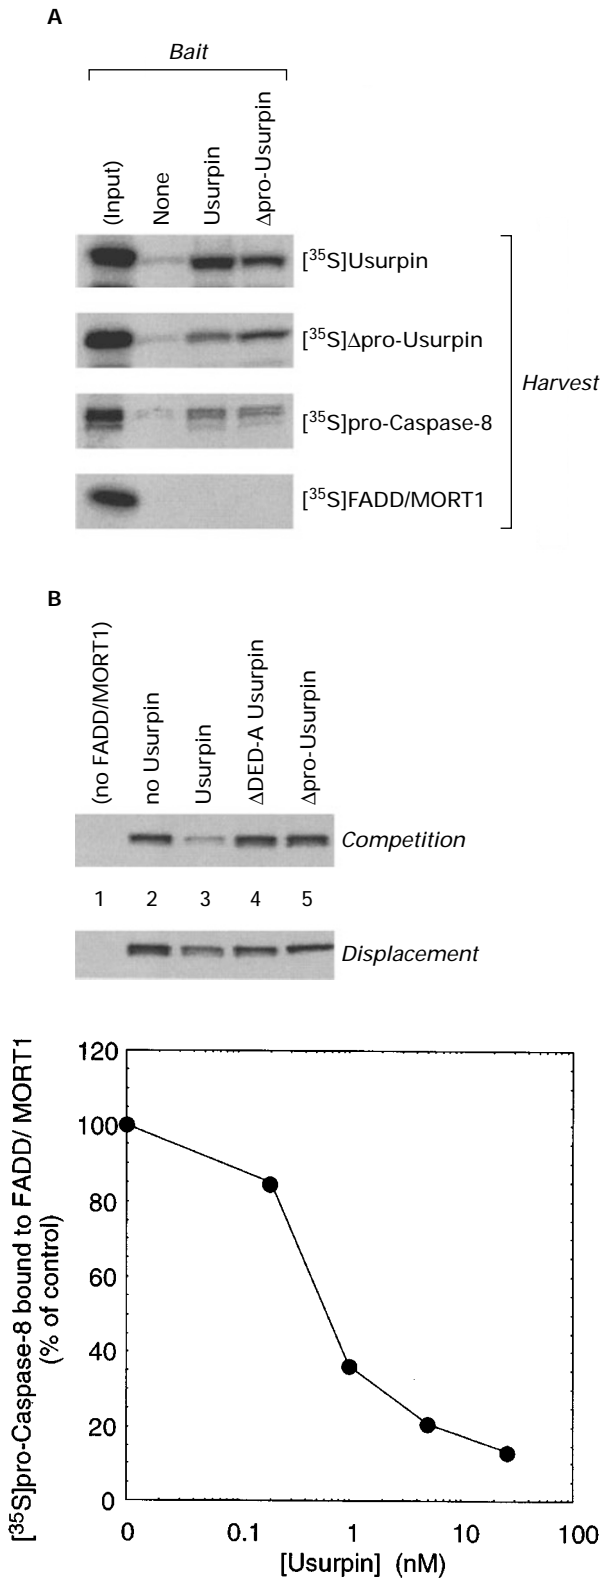 A
Bait
(Input)
None
Usurpin
Δpro-Usurpin
[³⁵S]Usurpin
[³⁵S]Δpro-Usurpin
[³⁵S]pro-Caspase-8
[³⁵S]FADD/MORT1
Harvest
B
(no FADD/MORT1)
no Usurpin
Usurpin
ΔDED-A Usurpin
Δpro-Usurpin
Competition
1 2 3 4 5
Displacement
[³⁵S]pro-Caspase-8 bound to FADD/ MORT1
(% of control)
120
100
80
60
40
20
0
0 0.1 1 10 100
[Usurpin] (nM)